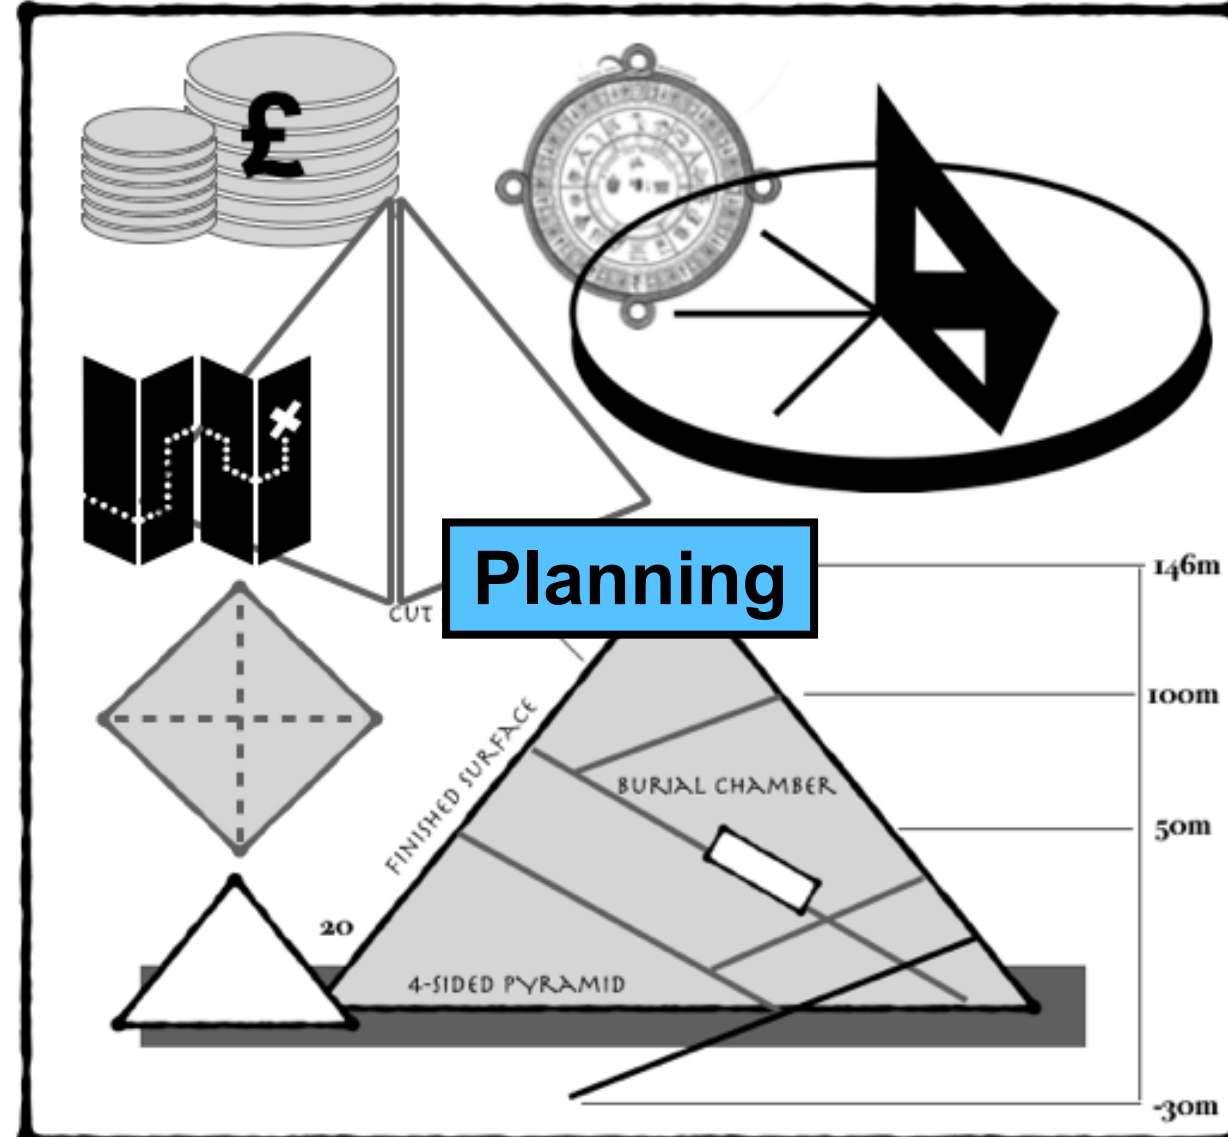 £
Planning
146m
CUT
100m
FINISHED SURFACE
BURIAL CHAMBER
50m
20
4-SIDED PYRAMID
-30m